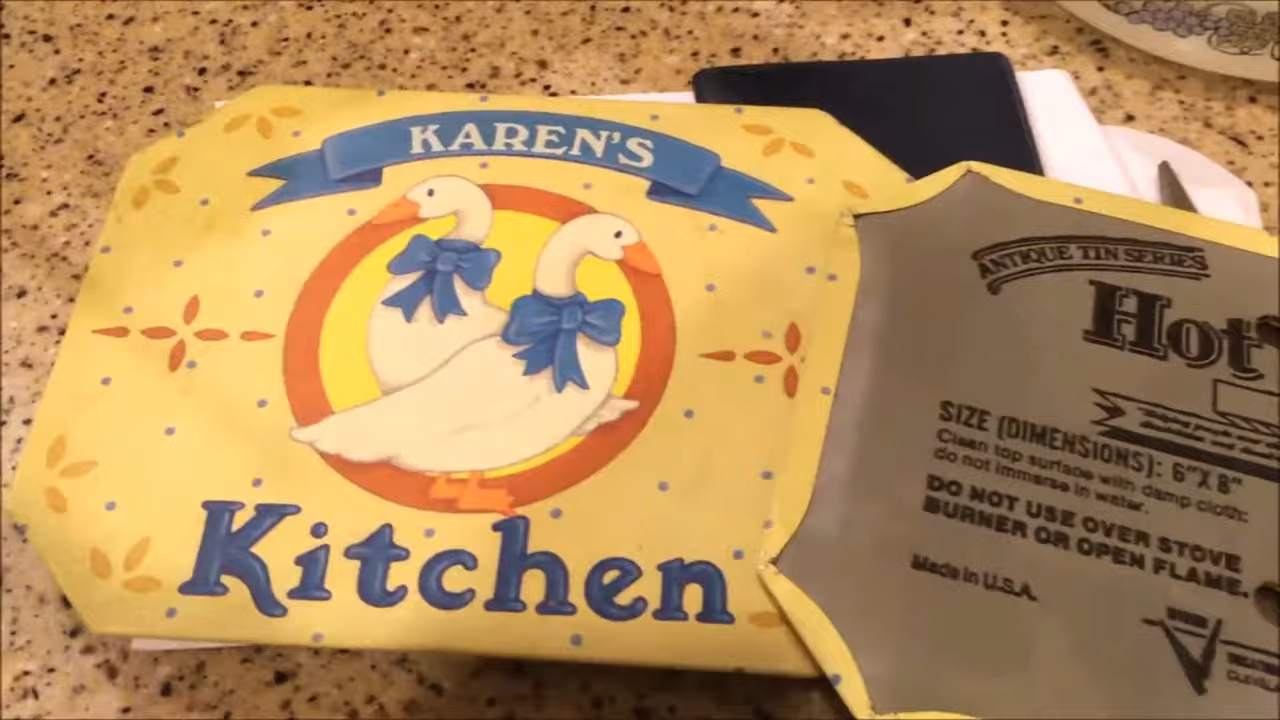 KAREN'S
Kitchen
ANTIQUE TIN SERIES
Hot
SIZE (DIMENSIONS): 6"X 8"
Clean top surface with damp cloth;
do not immerse in water.
DO NOT USE OVER STOVE
BURNER OR OPEN FLAME.
Made in U.S.A.